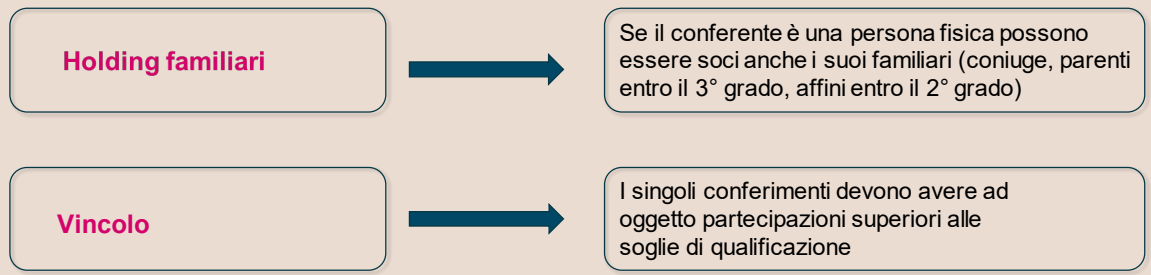 Holding familiari
Se il conferente è una persona fisica possono
essere soci anche i suoi familiari (coniuge, parenti
entro il 3° grado, affini entro il 2° grado)
Vincolo
I singoli conferimenti devono avere ad
oggetto partecipazioni superiori alle
soglie di qualificazione